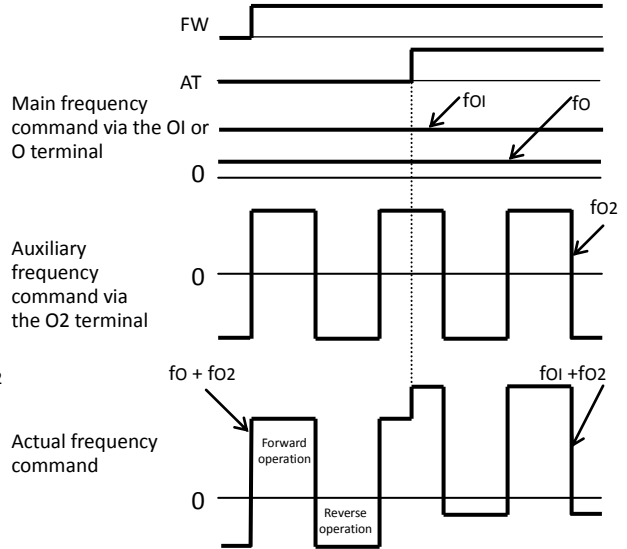 FW
AT
Main frequency
command via the OI or
O terminal
fOI
fO
0
Auxiliary
frequency
command via
the O2 terminal
0
fO2
2
fO + fO2
fOI +fO2
Actual frequency
command
Forward
operation
0
Reverse
operation